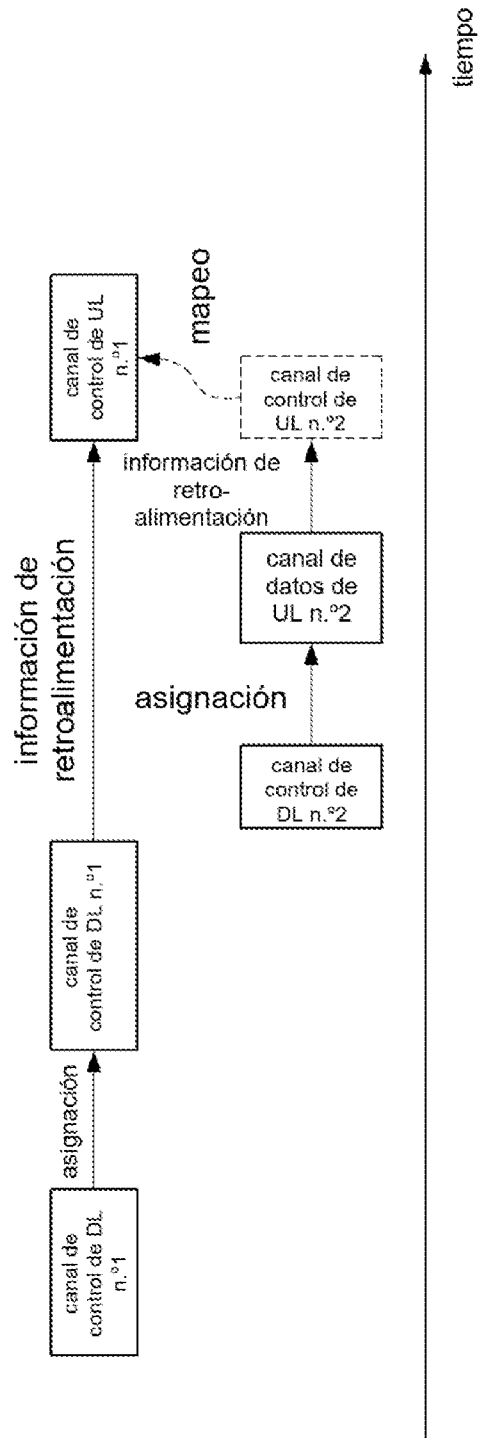 canal de
control de DL
n.º1
asignación
canal de
control de DL n.º1
información de
retroalimentación
canal de
control de UL
n.º1
mapeo
canal de
control de
DL n.º2
asignación
canal de
datos de
UL n.º2
información de
retro-
alimentación
canal de
control de
UL n.º2
tiempo